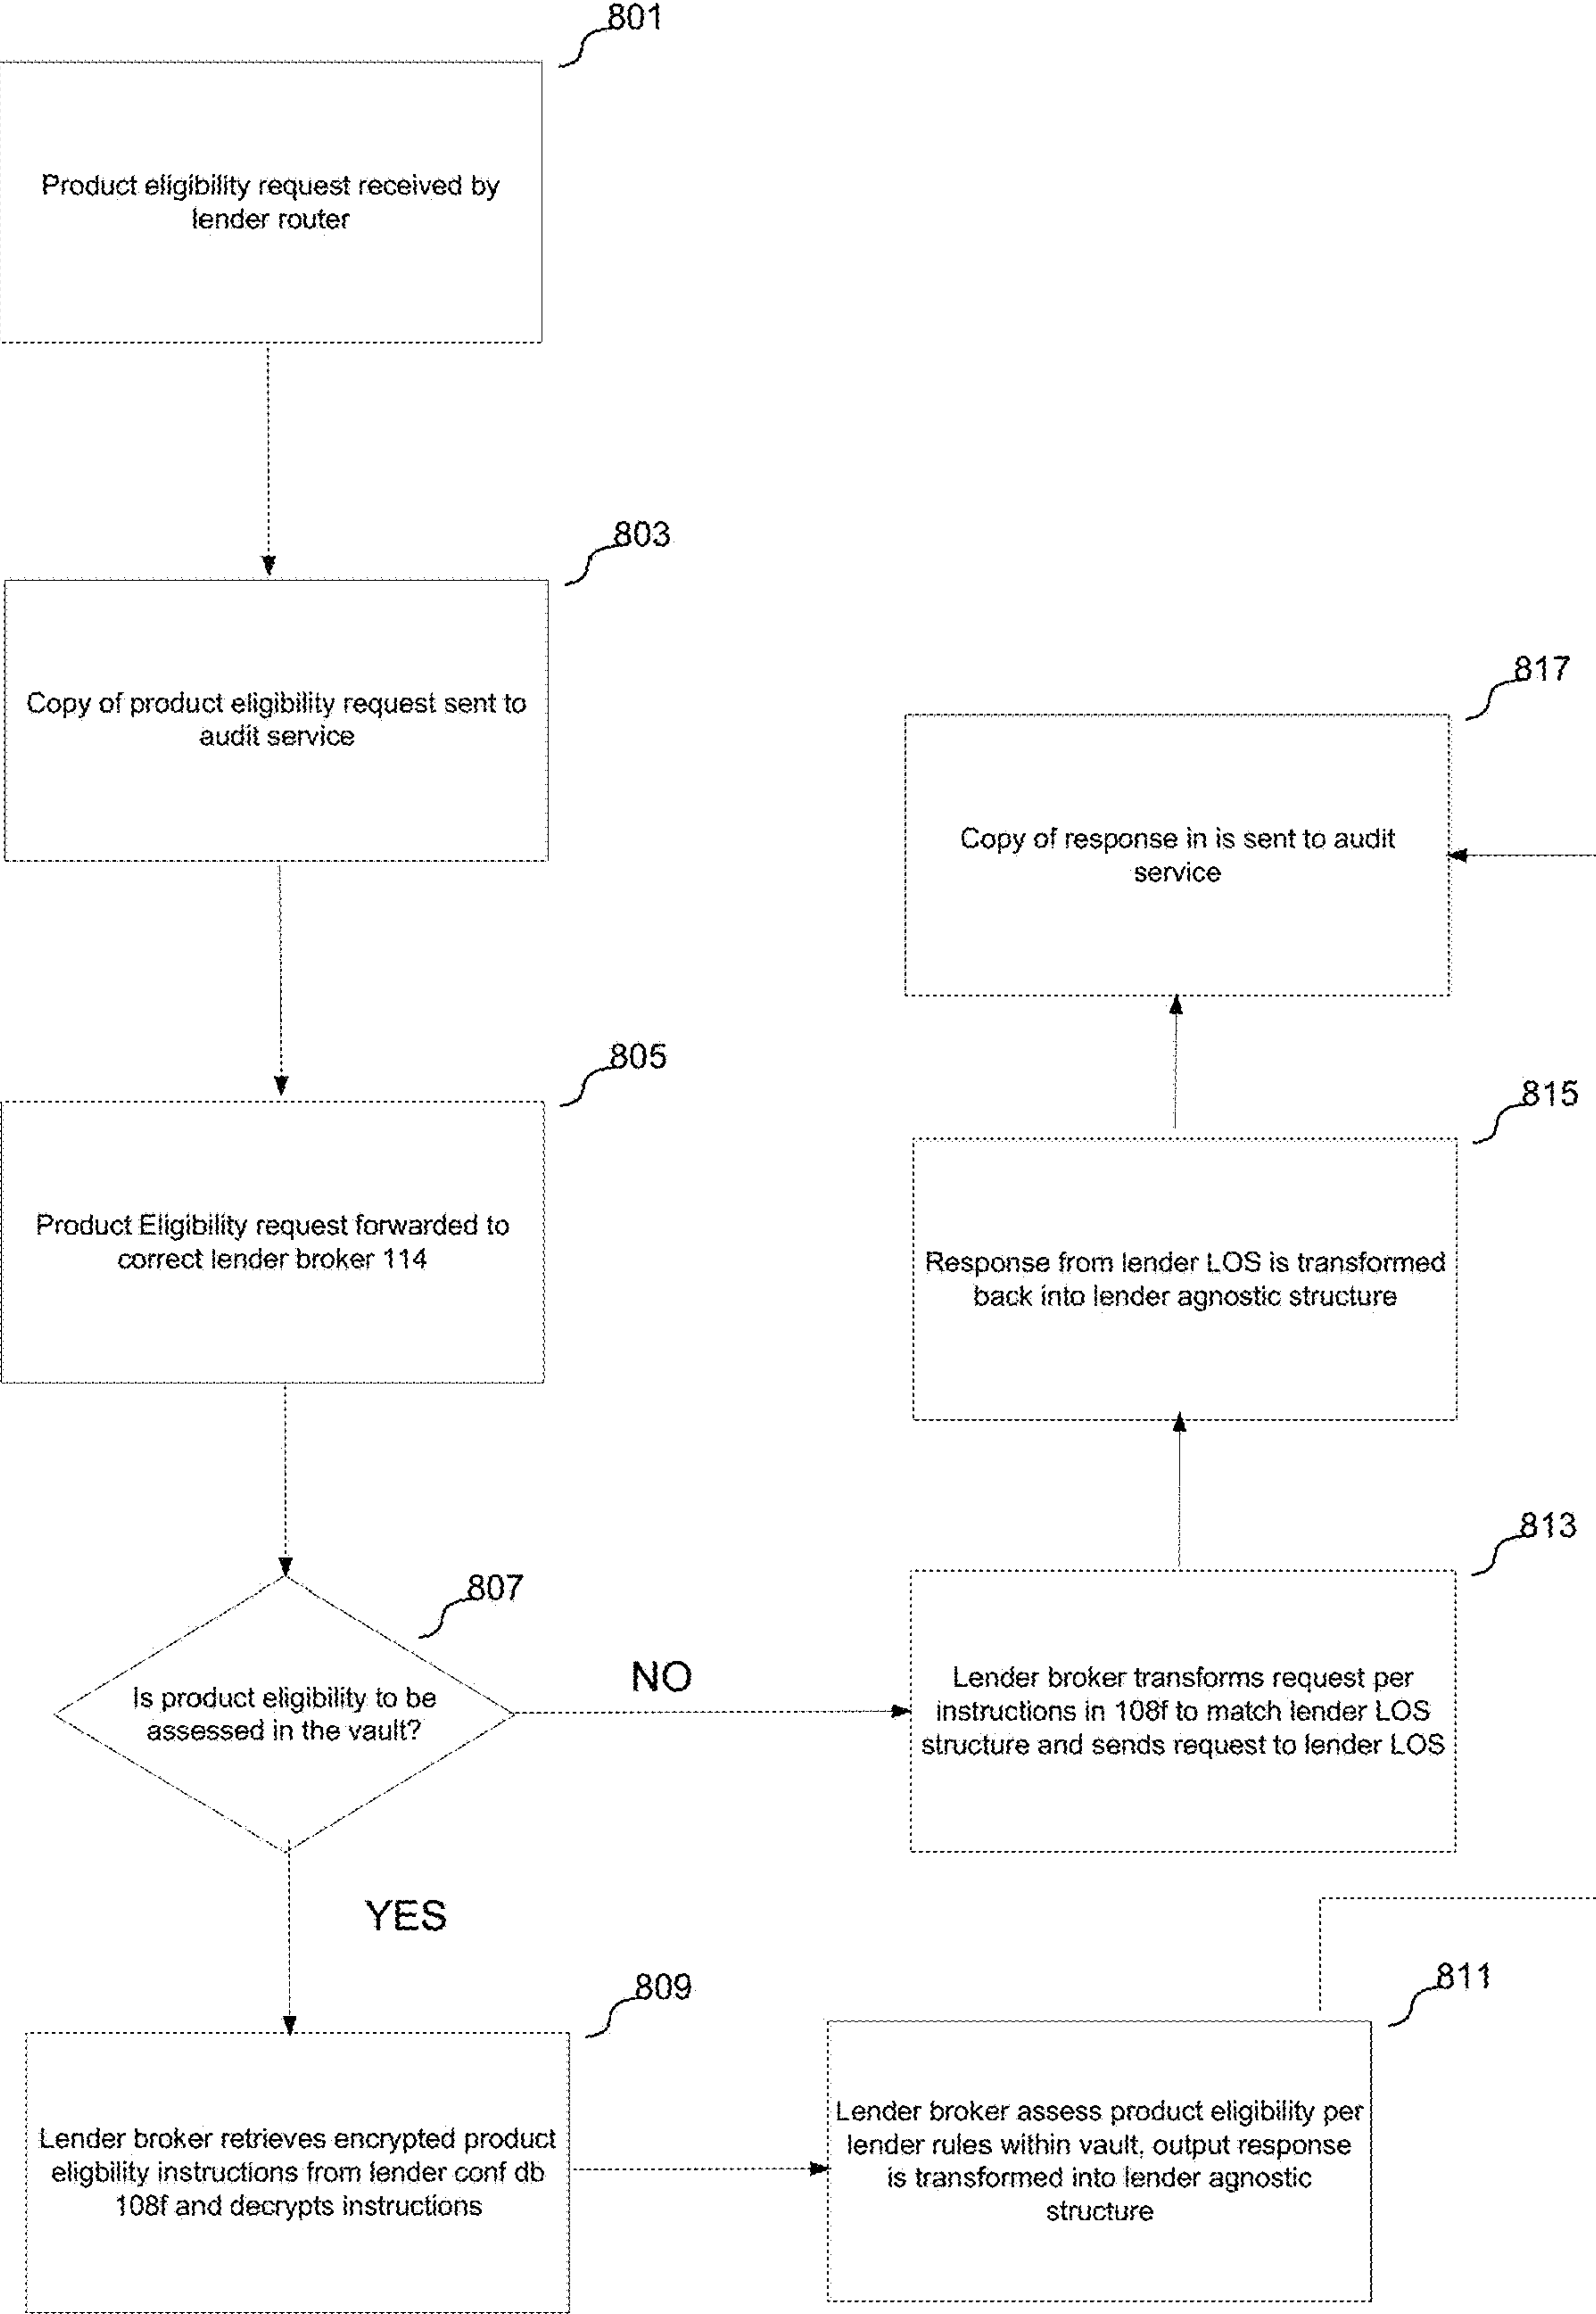 801
Product eligibility request received by
lender router
803
Copy of product eligibility request sent to
audit service
817
Copy of response in is sent to audit
service
805
Product Eligibility request forwarded to
correct lender broker 114
815
Response from lender LOS is transformed
back into lender agnostic structure
807
Is product eligibility to be
assessed in the vault?
NO
813
Lender broker transforms request per
instructions in 108f to match lender LOS
structure and sends request to lender LOS
YES
809
Lender broker retrieves encrypted product
eligbility instructions from lender conf db
108f and decrypts instructions
811
Lender broker assess product eligibility per
lender rules within vault, output response
is transformed into lender agnostic
structure